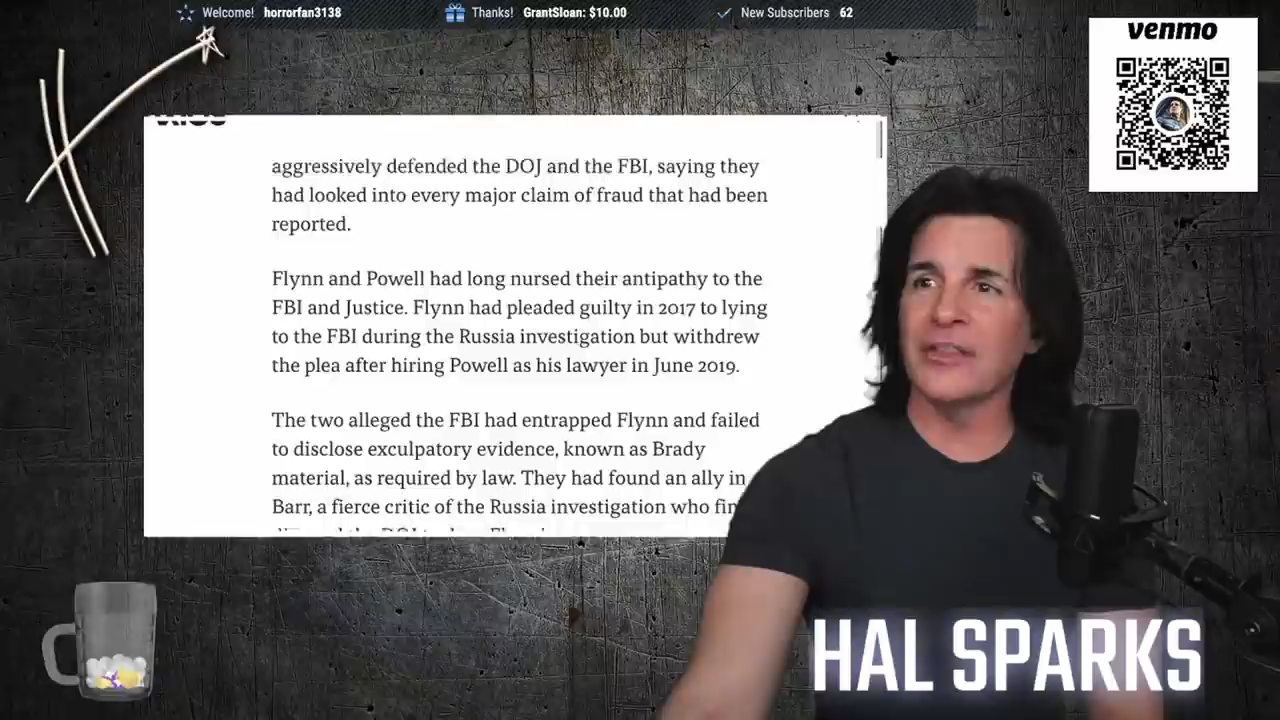 Welcome! horrorfan3138
Thanks! GrantSloan: $10.00
New Subscribers 62
venmo
aggressively defended the DOJ and the FBI, saying they
had looked into every major claim of fraud that had been
reported.
Flynn and Powell had long nursed their antipathy to the
FBI and Justice. Flynn had pleaded guilty in 2017 to lying
to the FBI during the Russia investigation but withdrew
the plea after hiring Powell as his lawyer in June 2019.
The two alleged the FBI had entrapped Flynn and failed
to disclose exculpatory evidence, known as Brady
material, as required by law. They had found an ally in
Barr, a fierce critic of the Russia investigation who fin
HAL SPARKS